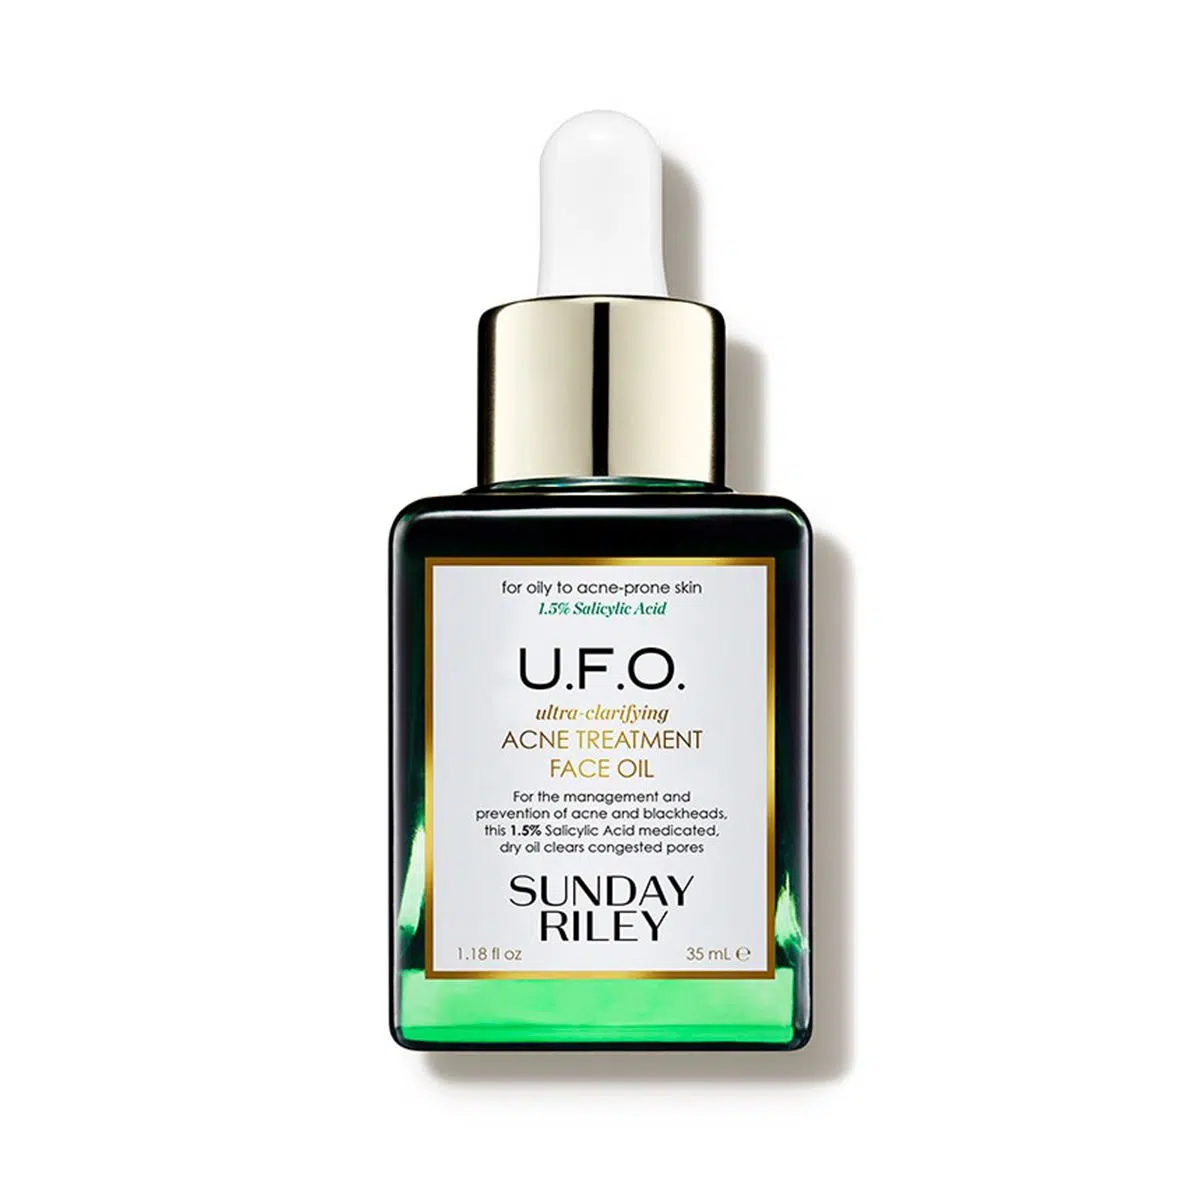 for oily to acne-prone skin
1.5% Salicylic Acid
U.F.O.
ultra-clarifying
ACNE TREATMENT
FACE OIL
For the management and
prevention of acne and blackheads,
this 1.5% Salicylic Acid medicated,
dry oil clears congested pores
SUNDAY
RILEY
1.18 fl oz 35 mL ℮